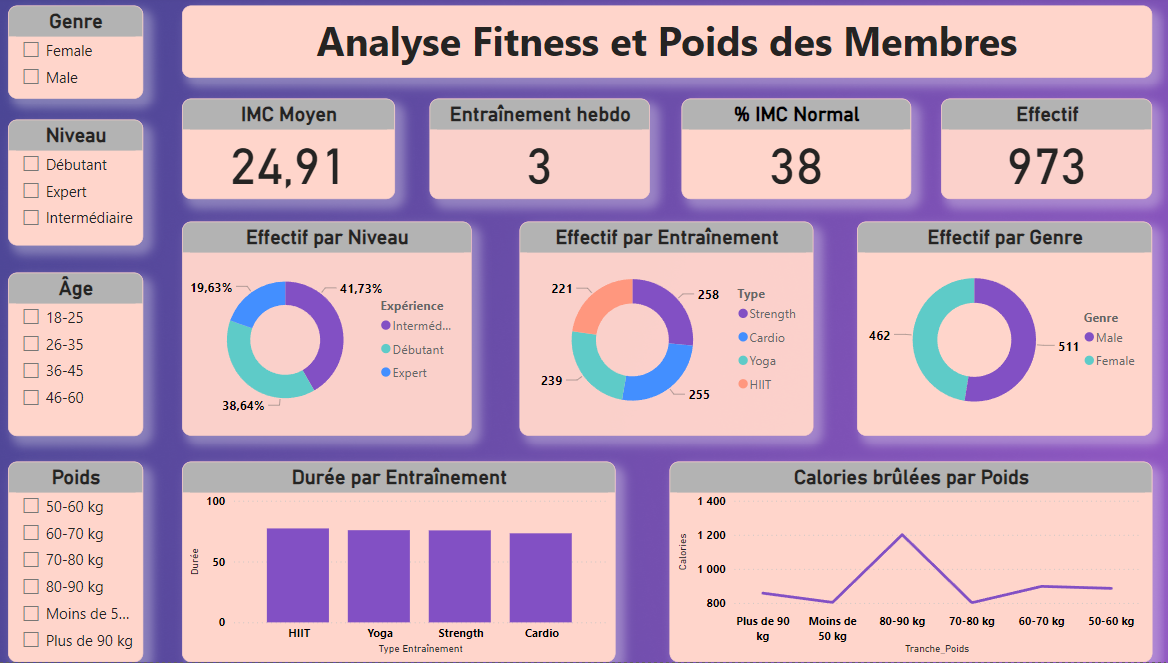 Analyse Fitness et Poids des Membres
Genre
Female
Male
Niveau
Débutant
Expert
Intermédiaire
Âge
18-25
26-35
36-45
46-60
Poids
50-60 kg
60-70 kg
70-80 kg
80-90 kg
Moins de 5...
Plus de 90 kg
IMC Moyen
24,91
Entraînement hebdo
3
% IMC Normal
38
Effectif
973
Effectif par Niveau
19,63%
41,73%
38,64%
Expérience
Interméd...
Débutant
Expert
Effectif par Entraînement
221
258
239
255
Type
Strength
Cardio
Yoga
HIIT
Effectif par Genre
462
511
Genre
Male
Female
Durée par Entraînement
Durée
100
50
0
HIIT
Yoga
Strength
Cardio
Type Entraînement
Calories brûlées par Poids
Calories
1 400
1 200
1 000
800
Plus de 90
kg
Moins de
50 kg
80-90 kg
70-80 kg
60-70 kg
50-60 kg
Tranche_Poids